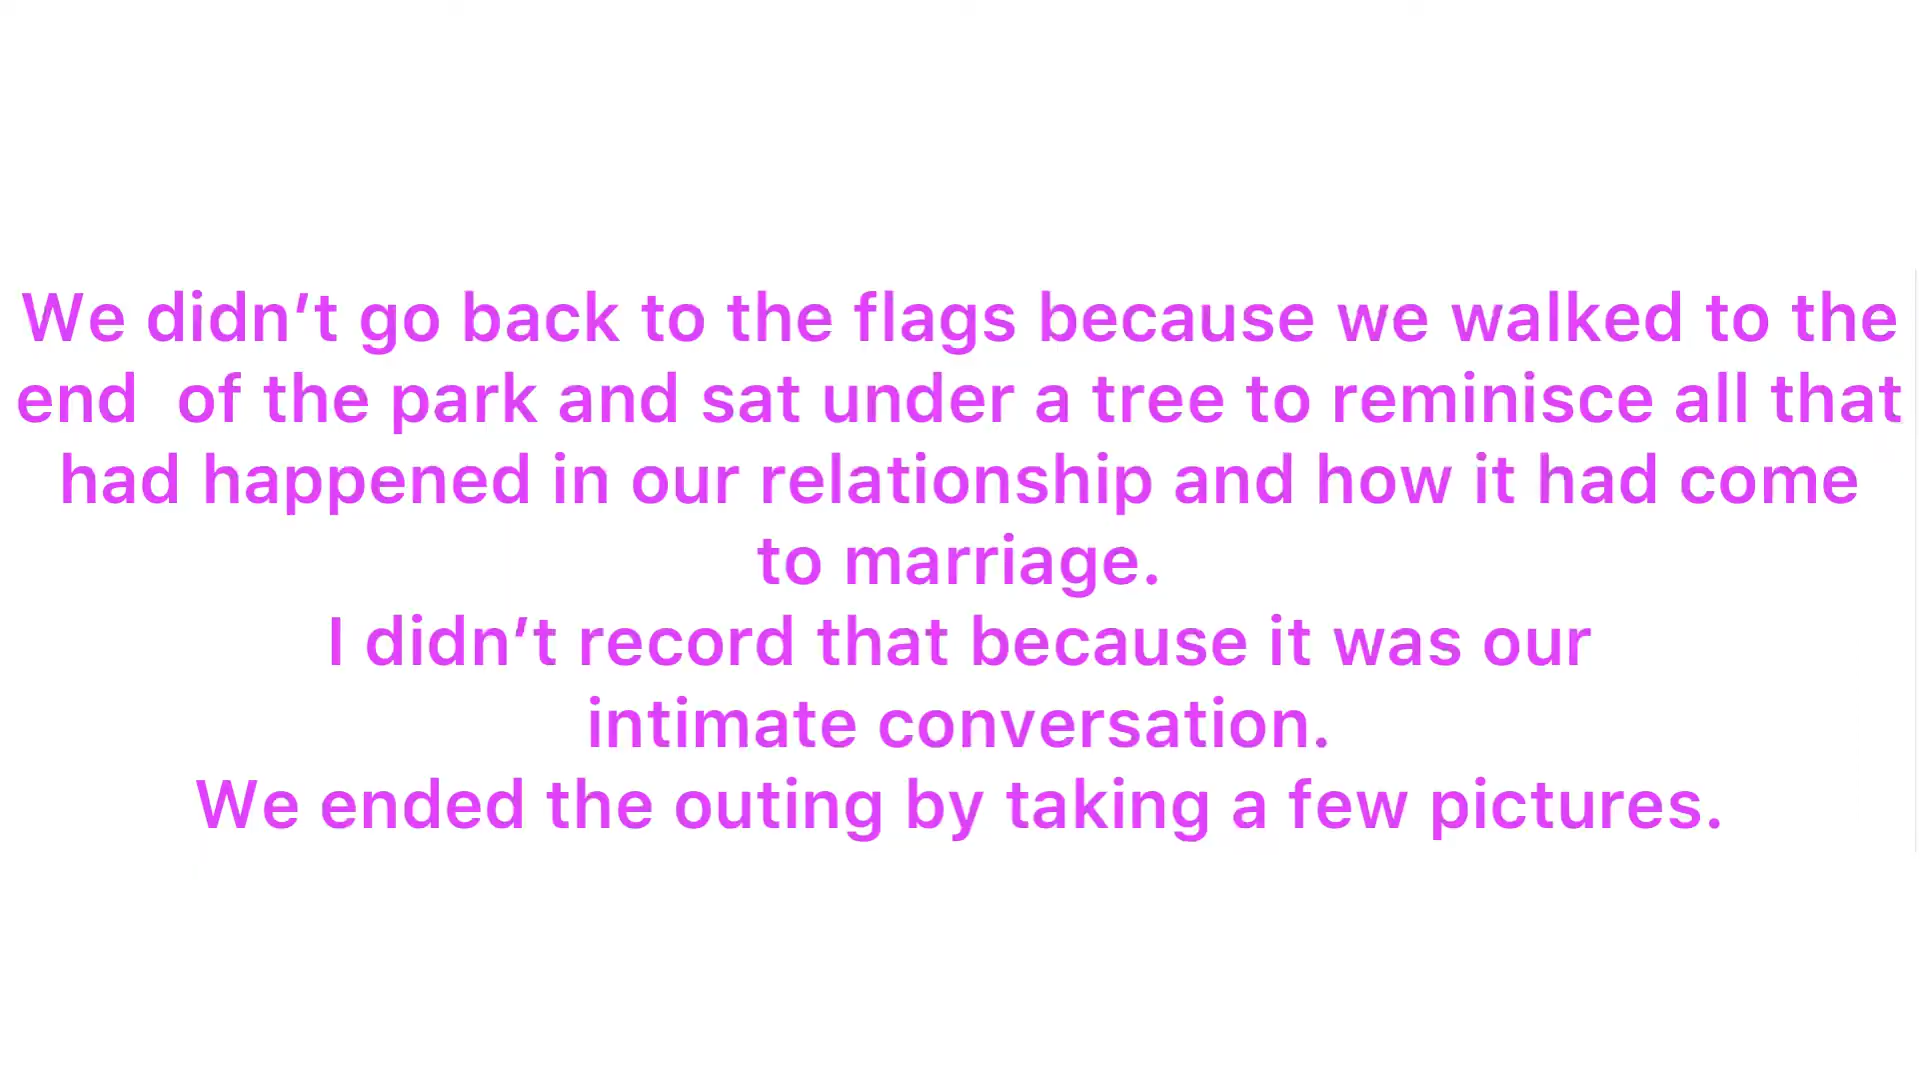 We didn’t go back to the flags because we walked to the
end  of the park and sat under a tree to reminisce all that
had happened in our relationship and how it had come
to marriage.
I didn’t record that because it was our
intimate conversation.
We ended the outing by taking a few pictures.